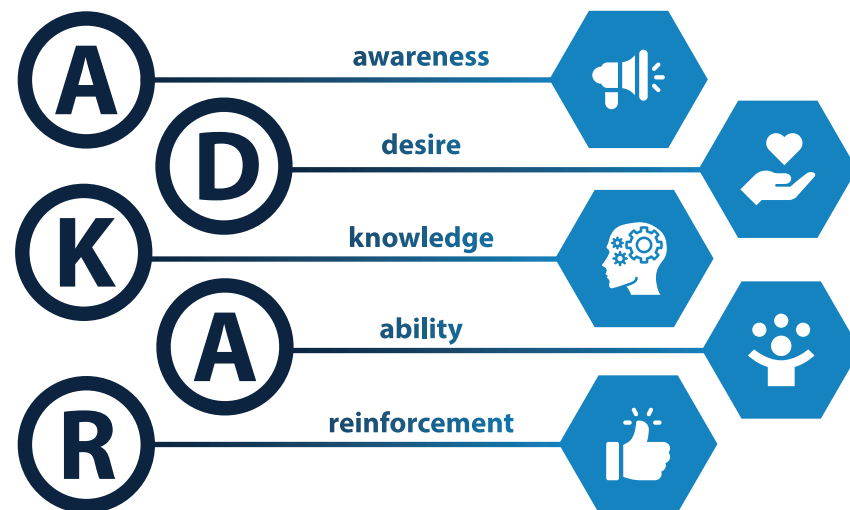 A awareness
D desire
K knowledge
A ability
R reinforcement